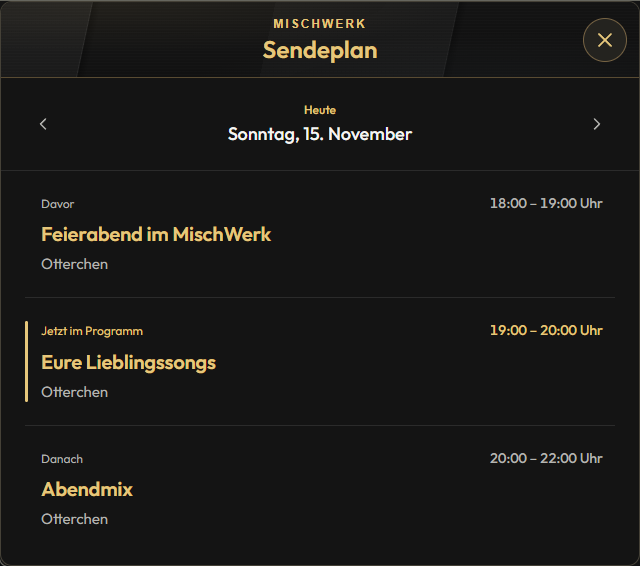 MISCHWERK
Sendeplan
Heute
Sonntag, 15. November
Davor
18:00 – 19:00 Uhr
Feierabend im MischWerk
Otterchen
Jetzt im Programm
19:00 – 20:00 Uhr
Eure Lieblingssongs
Otterchen
Danach
20:00 – 22:00 Uhr
Abendmix
Otterchen